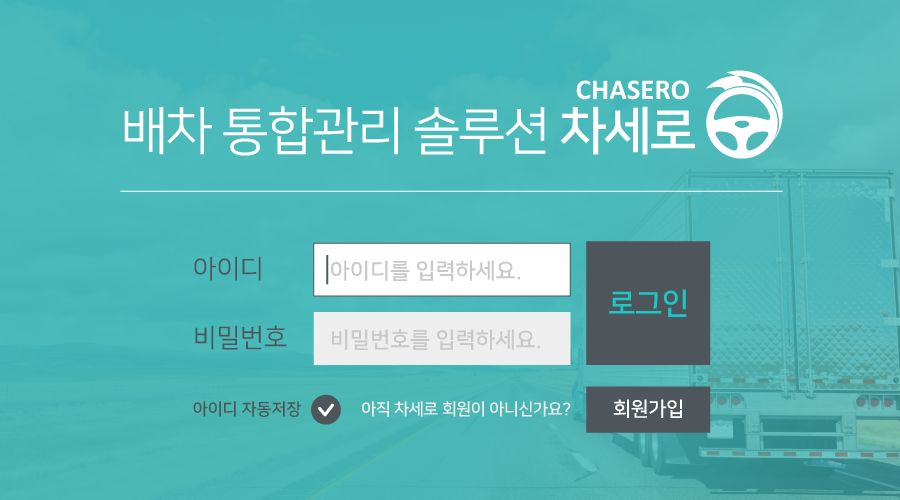 CHASERO
배차 통합관리 솔루션 차세로
아이디
아이디를 입력하세요.
로그인
비밀번호
비밀번호를 입력하세요.
아이디 자동저장
아직 차세로 회원이 아니신가요?
회원가입